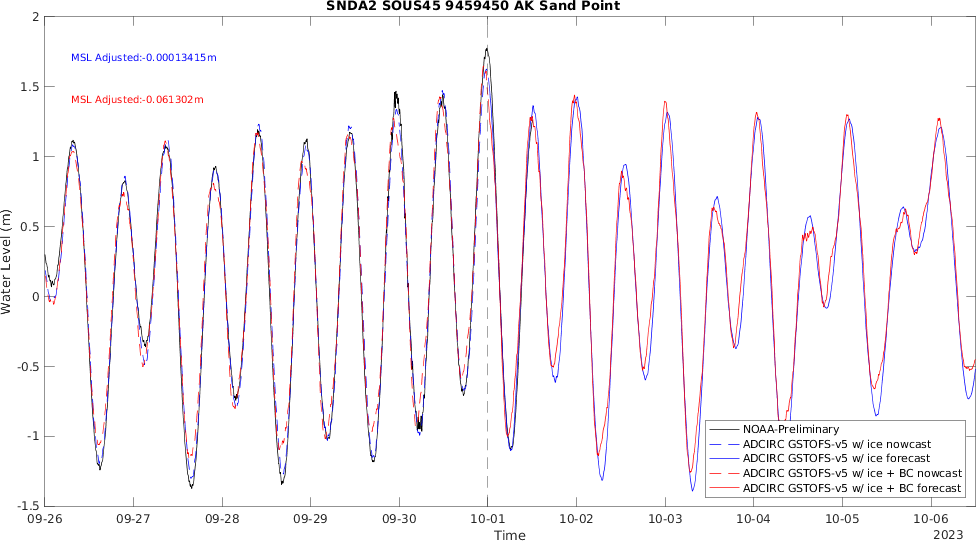 SNDA2 SOUS45 9459450 AK Sand Point
MSL Adjusted:-0.00013415m
MSL Adjusted:-0.061302m
Water Level (m)
2
1.5
1
0.5
0
-0.5
-1
-1.5
NOAA-Preliminary
ADCIRC GSTOFS-v5 w/ ice nowcast
ADCIRC GSTOFS-v5 w/ ice forecast
ADCIRC GSTOFS-v5 w/ ice + BC nowcast
ADCIRC GSTOFS-v5 w/ ice + BC forecast
09-26 09-27 09-28 09-29 09-30 10-01 10-02 10-03 10-04 10-05 10-06
Time
2023